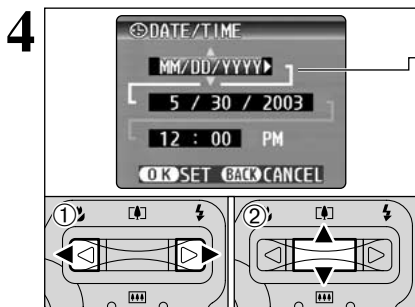 4
DATE/TIME
MM/DD/YYYY
5 / 30 / 2003
12 : 00 PM
OK SET BACK CANCEL
① ②